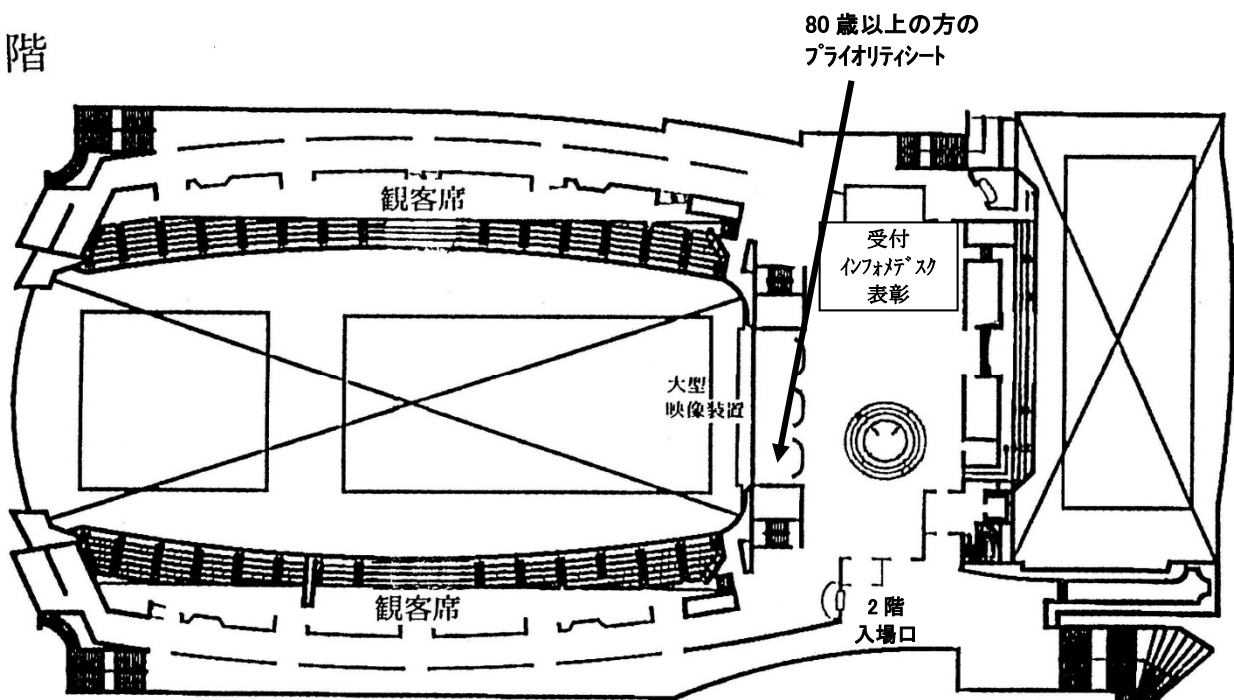 80 歳以上の方の
プライオリティシート
階
観客席
受付
インフォメデスク
表彰
大型
映像装置
観客席
2 階
入場口